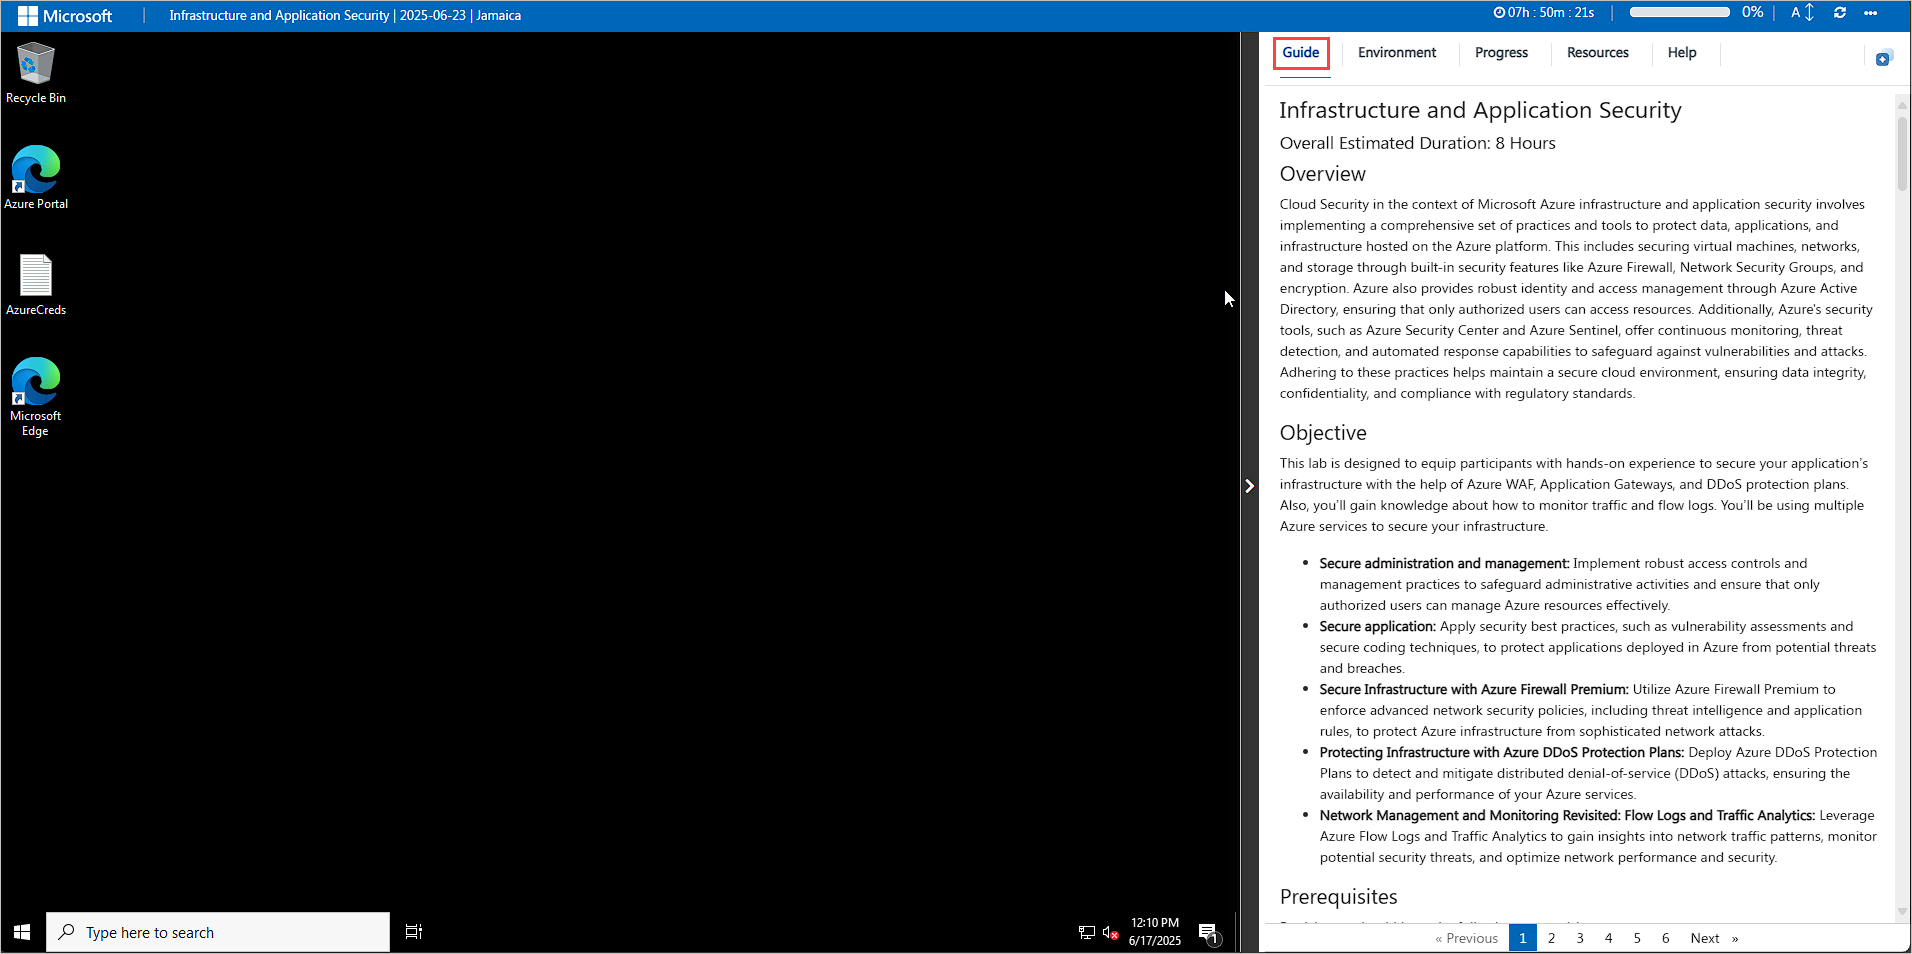 Microsoft
Infrastructure and Application Security | 2025-06-23 | Jamaica
07h : 50m : 21s
0%
A
Recycle Bin
Azure Portal
AzureCreds
Microsoft
Edge
Type here to search
12:10 PM
6/17/2025
1
Guide
Environment
Progress
Resources
Help
Infrastructure and Application Security
Overall Estimated Duration: 8 Hours
Overview
Cloud Security in the context of Microsoft Azure infrastructure and application security involves
implementing a comprehensive set of practices and tools to protect data, applications, and
infrastructure hosted on the Azure platform. This includes securing virtual machines, networks,
and storage through built-in security features like Azure Firewall, Network Security Groups, and
encryption. Azure also provides robust identity and access management through Azure Active
Directory, ensuring that only authorized users can access resources. Additionally, Azure's security
tools, such as Azure Security Center and Azure Sentinel, offer continuous monitoring, threat
detection, and automated response capabilities to safeguard against vulnerabilities and attacks.
Adhering to these practices helps maintain a secure cloud environment, ensuring data integrity,
confidentiality, and compliance with regulatory standards.
Objective
This lab is designed to equip participants with hands-on experience to secure your application's
infrastructure with the help of Azure WAF, Application Gateways, and DDoS protection plans.
Also, you'll gain knowledge about how to monitor traffic and flow logs. You'll be using multiple
Azure services to secure your infrastructure.
• Secure administration and management: Implement robust access controls and
management practices to safeguard administrative activities and ensure that only
authorized users can manage Azure resources effectively.
• Secure application: Apply security best practices, such as vulnerability assessments and
secure coding techniques, to protect applications deployed in Azure from potential threats
and breaches.
• Secure Infrastructure with Azure Firewall Premium: Utilize Azure Firewall Premium to
enforce advanced network security policies, including threat intelligence and application
rules, to protect Azure infrastructure from sophisticated network attacks.
• Protecting Infrastructure with Azure DDoS Protection Plans: Deploy Azure DDoS Protection
Plans to detect and mitigate distributed denial-of-service (DDoS) attacks, ensuring the
availability and performance of your Azure services.
• Network Management and Monitoring Revisited: Flow Logs and Traffic Analytics: Leverage
Azure Flow Logs and Traffic Analytics to gain insights into network traffic patterns, monitor
potential security threats, and optimize network performance and security.
Prerequisites
« Previous 1 2 3 4 5 6 Next »